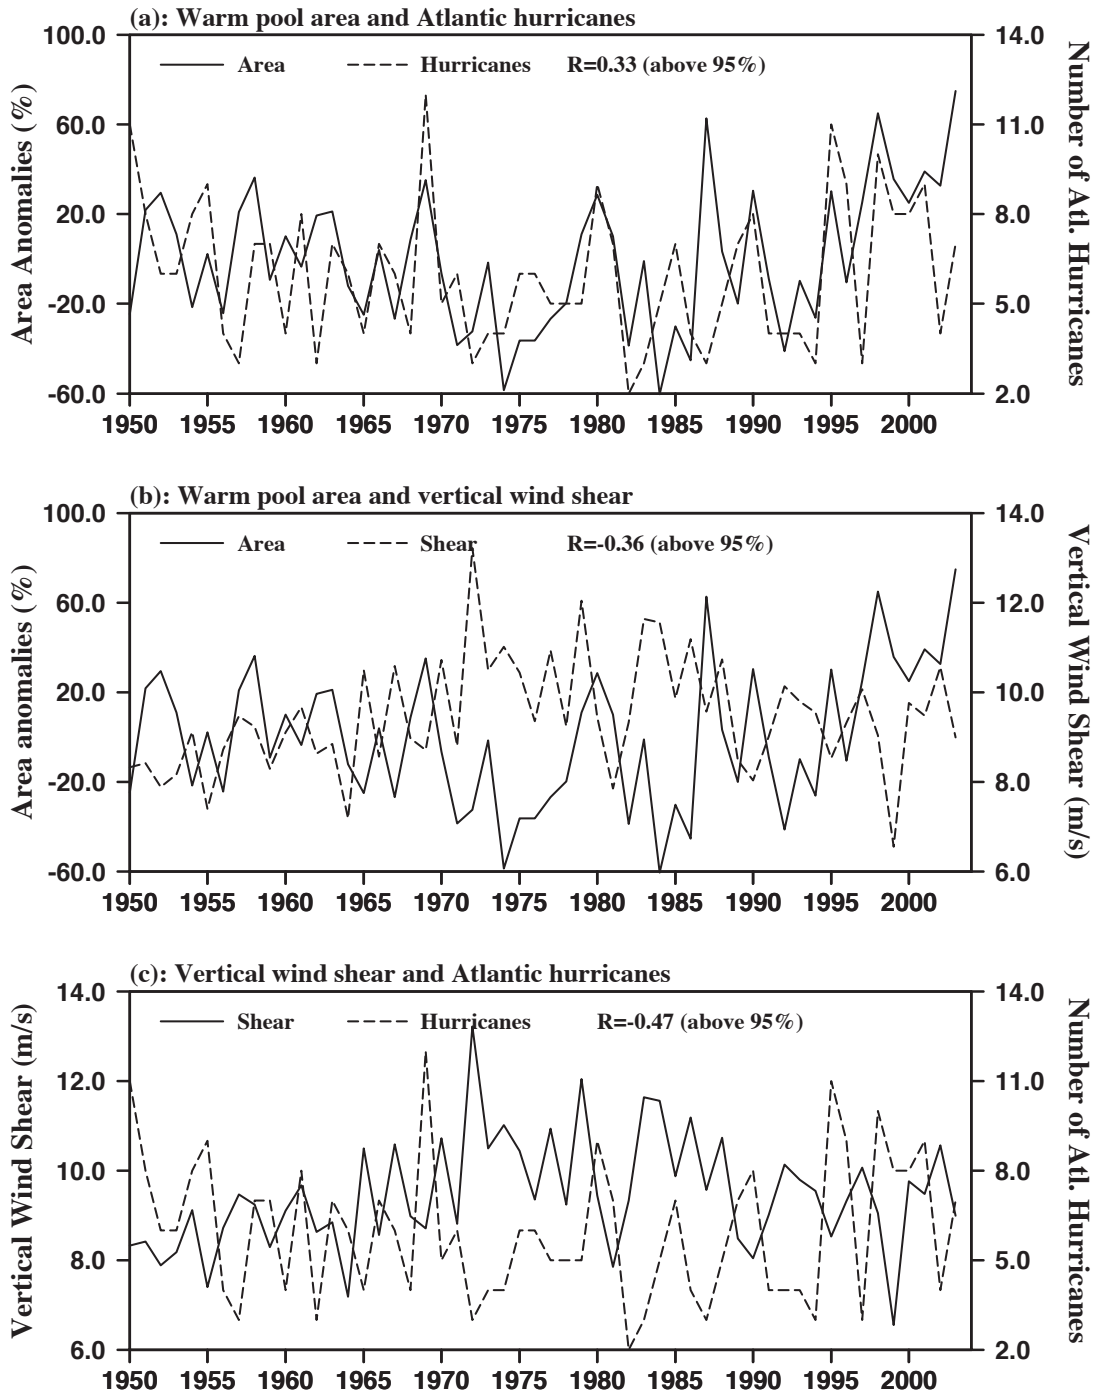 (a): Warm pool area and Atlantic hurricanes
100.0
60.0
20.0
-20.0
-60.0
Area Anomalies (%)
Area
Hurricanes
R=0.33 (above 95%)
14.0
11.0
8.0
5.0
2.0
Number of Atl. Hurricanes
1950 1955 1960 1965 1970 1975 1980 1985 1990 1995 2000
(b): Warm pool area and vertical wind shear
100.0
60.0
20.0
-20.0
-60.0
Area anomalies (%)
Area
Shear
R=-0.36 (above 95%)
14.0
12.0
10.0
8.0
6.0
Vertical Wind Shear (m/s)
1950 1955 1960 1965 1970 1975 1980 1985 1990 1995 2000
(c): Vertical wind shear and Atlantic hurricanes
14.0
12.0
10.0
8.0
6.0
Vertical Wind Shear (m/s)
Shear
Hurricanes
R=-0.47 (above 95%)
14.0
11.0
8.0
5.0
2.0
Number of Atl. Hurricanes
1950 1955 1960 1965 1970 1975 1980 1985 1990 1995 2000